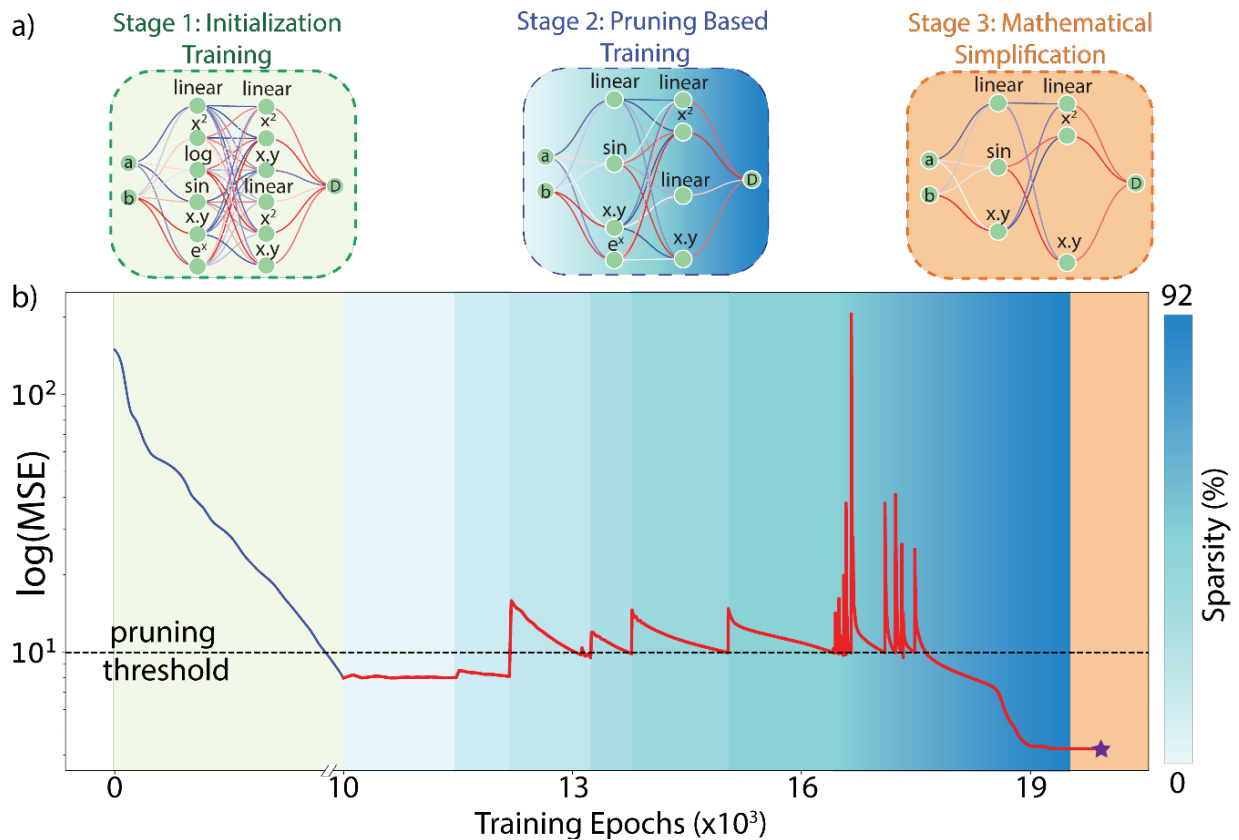 a)
Stage 1: Initialization
Training
linear
linear
x²
x²
log
x.y
a
sin
linear
D
b
x.y
x²
eˣ
x.y
Stage 2: Pruning Based
Training
linear
linear
x²
a
sin
linear
D
b
x.y
eˣ
x.y
Stage 3: Mathematical
Simplification
linear
linear
x²
a
sin
D
b
x.y
x.y
b)
92
10²
log(MSE)
Sparsity (%)
pruning
threshold
10¹
0
0
10
13
16
19
Training Epochs (x10³)